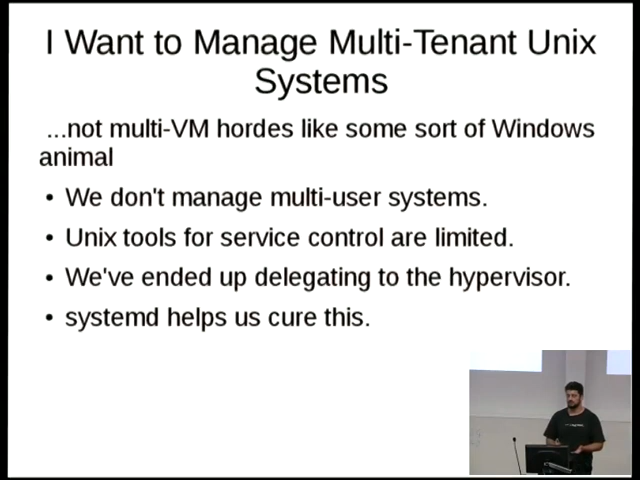 I Want to Manage Multi-Tenant Unix
Systems
...not multi-VM hordes like some sort of Windows
animal
• We don't manage multi-user systems.
• Unix tools for service control are limited.
• We've ended up delegating to the hypervisor.
• systemd helps us cure this.